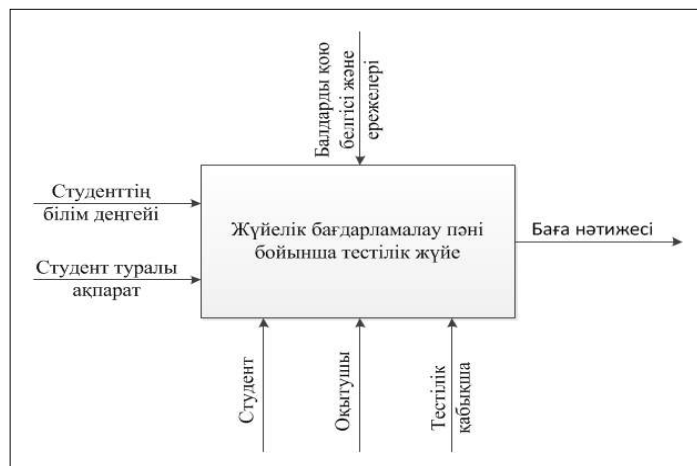 Балдарды қою
белгісі және
ережелері
Студенттің
білім деңгейі
Студент туралы
ақпарат
Жүйелік бағдарламалау пәні
бойынша тестілік жүйе
Баға нәтижесі
Студент
Оқытушы
Тестілік
қабықша